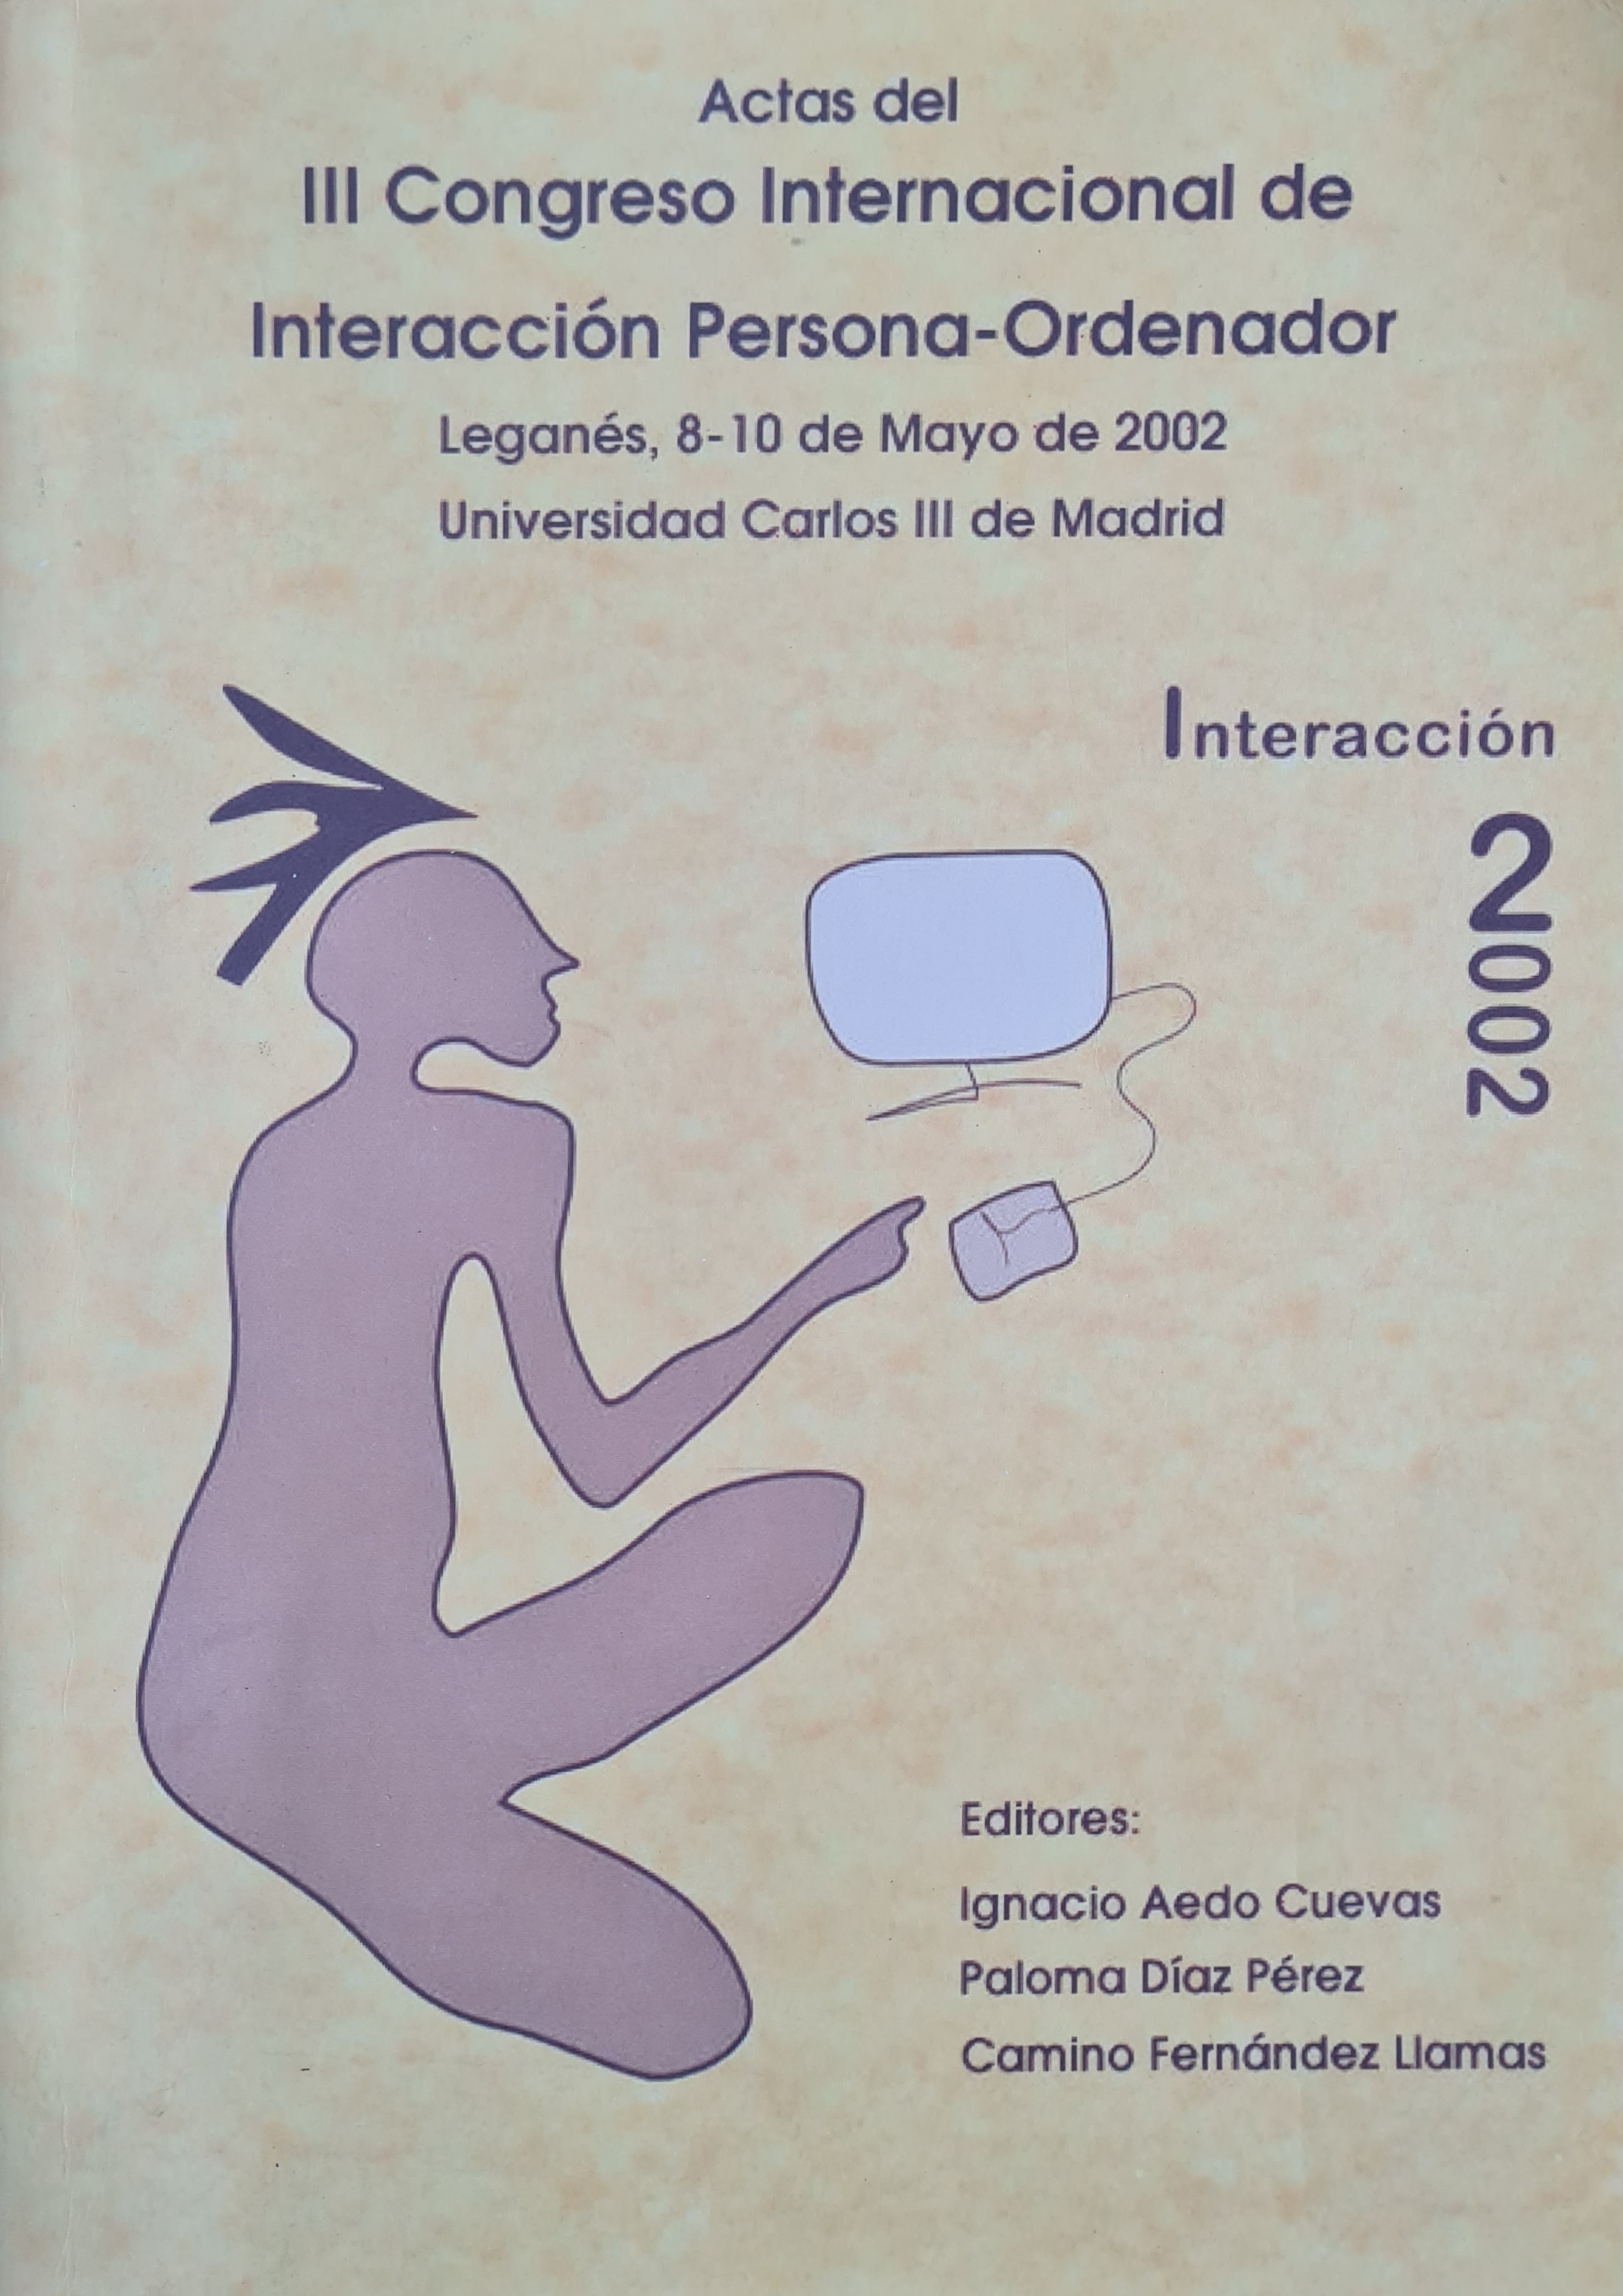 Actas del
III Congreso Internacional de
Interacción Persona-Ordenador
Leganés, 8-10 de Mayo de 2002
Universidad Carlos III de Madrid
Interacción
2002
Editores:
Ignacio Aedo Cuevas
Paloma Díaz Pérez
Camino Fernández Llamas